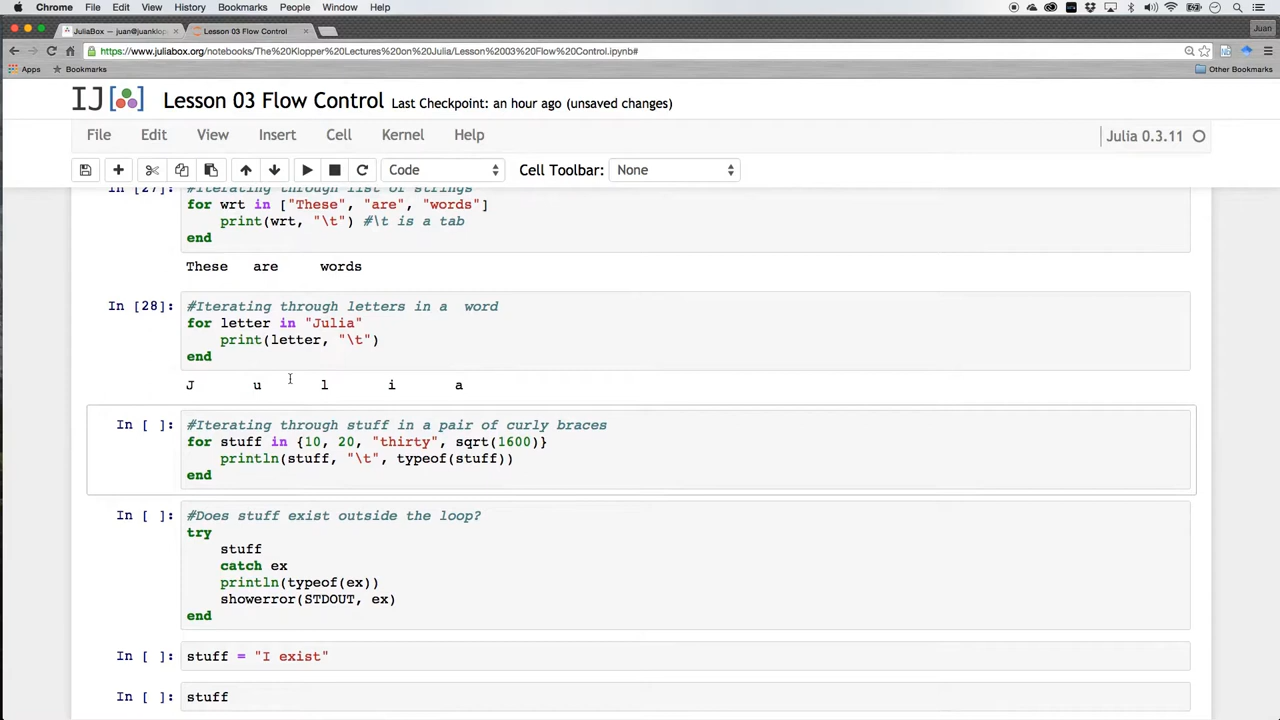 Chrome File Edit View History Bookmarks People Window Help
JuliaBox — juan@juanklop × Lesson 03 Flow Control × Juan
https://www.juliabox.org/notebooks/The%20Klopper%20Lectures%20on%20Julia/Lesson%2003%20Flow%20Control.ipynb#
Apps Bookmarks Other Bookmarks
IJ[ ] Lesson 03 Flow Control Last Checkpoint: an hour ago (unsaved changes)
File Edit View Insert Cell Kernel Help Julia 0.3.11
Code Cell Toolbar: None
In [27]: #Iterating through list of strings
for wrt in ["These", "are", "words"]
print(wrt, "\t") #\t is a tab
end
These are words
In [28]: #Iterating through letters in a word
for letter in "Julia"
print(letter, "\t")
end
J u l i a
In [ ]: #Iterating through stuff in a pair of curly braces
for stuff in {10, 20, "thirty", sqrt(1600)}
println(stuff, "\t", typeof(stuff))
end
In [ ]: #Does stuff exist outside the loop?
try
stuff
catch ex
println(typeof(ex))
showerror(STDOUT, ex)
end
In [ ]: stuff = "I exist"
In [ ]: stuff